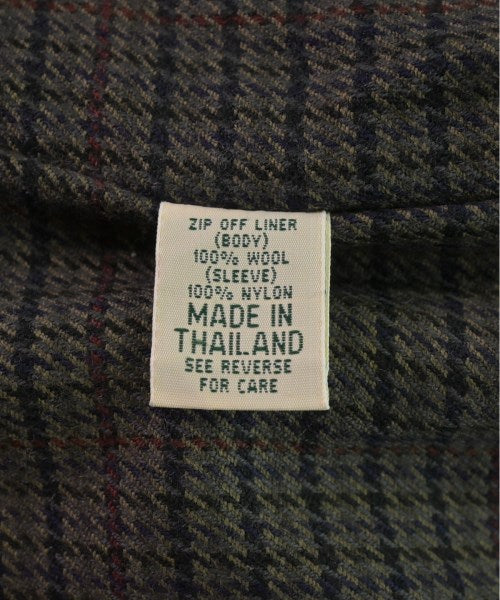 ZIP OFF LINER
(BODY)
100% WOOL
(SLEEVE)
100% NYLON
MADE IN
THAILAND
SEE REVERSE
FOR CARE